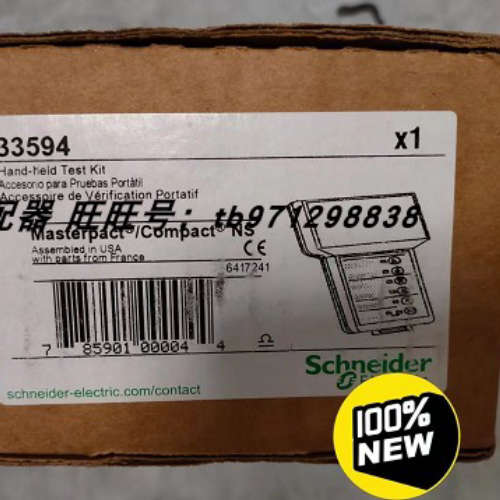 33594
x1
Hand-held Test Kit
Accesorio para Pruebas Portátil
Accessoire de Vérification Portatif
配器 旺旺号：tb971298838
Masterpact®/Compact® NS
Assembled in USA
with parts from France
CE
6417241
7 85901 00004 4
Schneider
schneider-electric.com/contact
100%
NEW